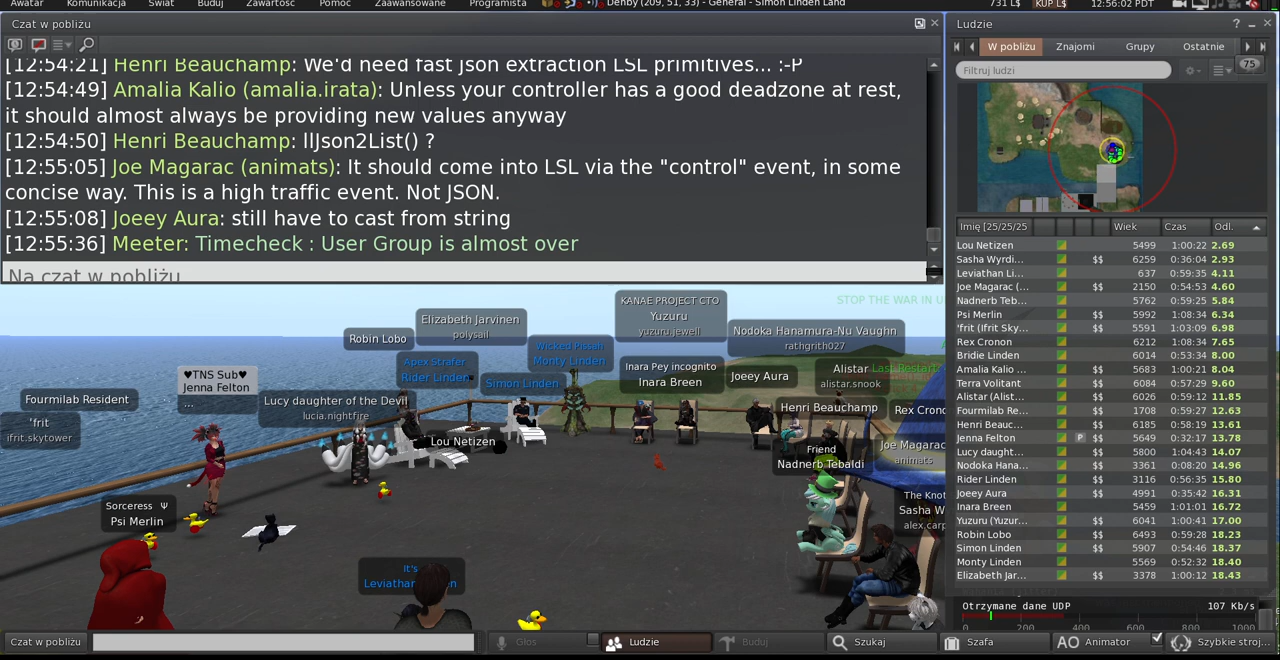 Awatar Komunikacja Świat Buduj Zawartość Pomoc Zaawansowane Programista Denby (209, 51, 33) - General - Simon Linden Land 731 L$ KUP L$ 12:56:02 PDT
Czat w pobliżu
[12:54:21] Henri Beauchamp: We'd need fast Json extraction LSL primitives... :-P
[12:54:49] Amalia Kalio (amalia.irata): Unless your controller has a good deadzone at rest,
it should almost always be providing new values anyway
[12:54:50] Henri Beauchamp: llJson2List() ?
[12:55:05] Joe Magarac (animats): It should come into LSL via the "control" event, in some
concise way. This is a high traffic event. Not JSON.
[12:55:08] Joeey Aura: still have to cast from string
[12:55:36] Meeter: Timecheck : User Group is almost over
Na czat w pobliżu
Ludzie
W pobliżu Znajomi Grupy Ostatnie
Filtruj ludzi
75
Imię [25/25/25 Wiek Czas Odl.
Lou Netizen 5499 1:00:22 2.69
Sasha Wyrdi... $$ 6259 0:36:04 2.93
Leviathan Li... 637 0:59:35 4.11
Joe Magarac (... $$ 2150 0:54:53 4.60
Nadnerb Teb... 5762 0:59:25 5.84
Psi Merlin $$ 5992 1:08:34 6.34
'frit (Ifrit Sky... $$ 5591 1:03:09 6.98
Rex Cronon $$ 6212 1:08:34 7.65
Bridie Linden 6014 0:53:34 8.00
Amalia Kalio ... $$ 5683 1:00:21 8.04
Terra Volitant $$ 6084 0:57:29 9.60
Alistar (Alist... $$ 6026 0:59:12 11.85
Fourmilab Re... $$ 1708 0:59:27 12.63
Henri Beauc... $$ 6185 0:58:19 13.61
Jenna Felton P $$ 5649 0:32:17 13.78
Lucy daught... $$ 5800 1:04:43 14.07
Nodoka Hana... $$ 3361 0:08:20 14.96
Rider Linden $$ 3116 0:56:35 15.80
Joeey Aura $$ 4991 0:35:42 16.31
Inara Breen 5459 1:01:01 16.72
Yuzuru (Yuzur... $$ 6041 1:00:41 17.00
Robin Lobo $$ 6493 0:59:28 18.23
Simon Linden $$ 5907 0:54:46 18.37
Monty Linden 5569 0:52:32 18.40
Elizabeth Jar... $$ 3378 1:00:12 18.43
Otrzymane dane UDP 107 Kb/s
0 200 400 600 800 1000
STOP THE WAR IN U
KANAE PROJECT CTO
Yuzuru
yuzuru.jewell
Elizabeth Jarvinen
polysail
Robin Lobo
Nodoka Hanamura-Nu Vaughn
rathgrith027
Wicked Pissah
Monty Linden
Apex Strafer
Rider Linden
Simon Linden
Inara Pey incognito
Inara Breen
Joeey Aura
Alistar
alistar.snook
Last Restart
♥TNS Sub♥
Jenna Felton
...
Fourmilab Resident
Lucy daughter of the Devil
lucia.nightfire
Henri Beauchamp
Rex Crono
'frit
ifrit.skytower
Lou Netizen
Joe Magarac
animats
Friend
Nadnerb Tebaldi
The Knot
Sasha W
alex.carp
Sorceress Ψ
Psi Merlin
It's
Leviathan
Czat w pobliżu Głos Ludzie Buduj Szukaj Szafa AO Animator Szybkie stroj...